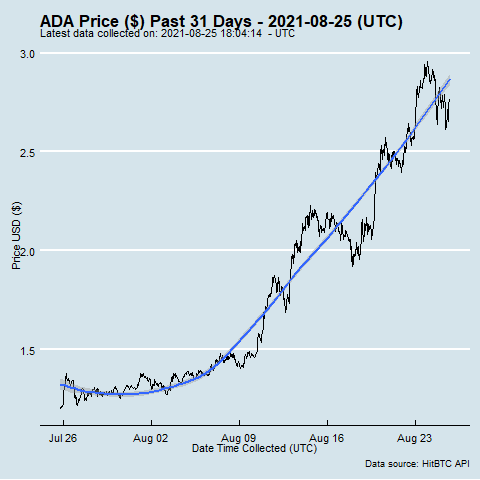 ADA Price ($) Past 31 Days - 2021-08-25 (UTC)
Latest data collected on: 2021-08-25 18:04:14  - UTC
3.0
2.5
2.0
1.5
Price USD ($)
Jul 26
Aug 02
Aug 09
Aug 16
Aug 23
Date Time Collected (UTC)
Data source: HitBTC API